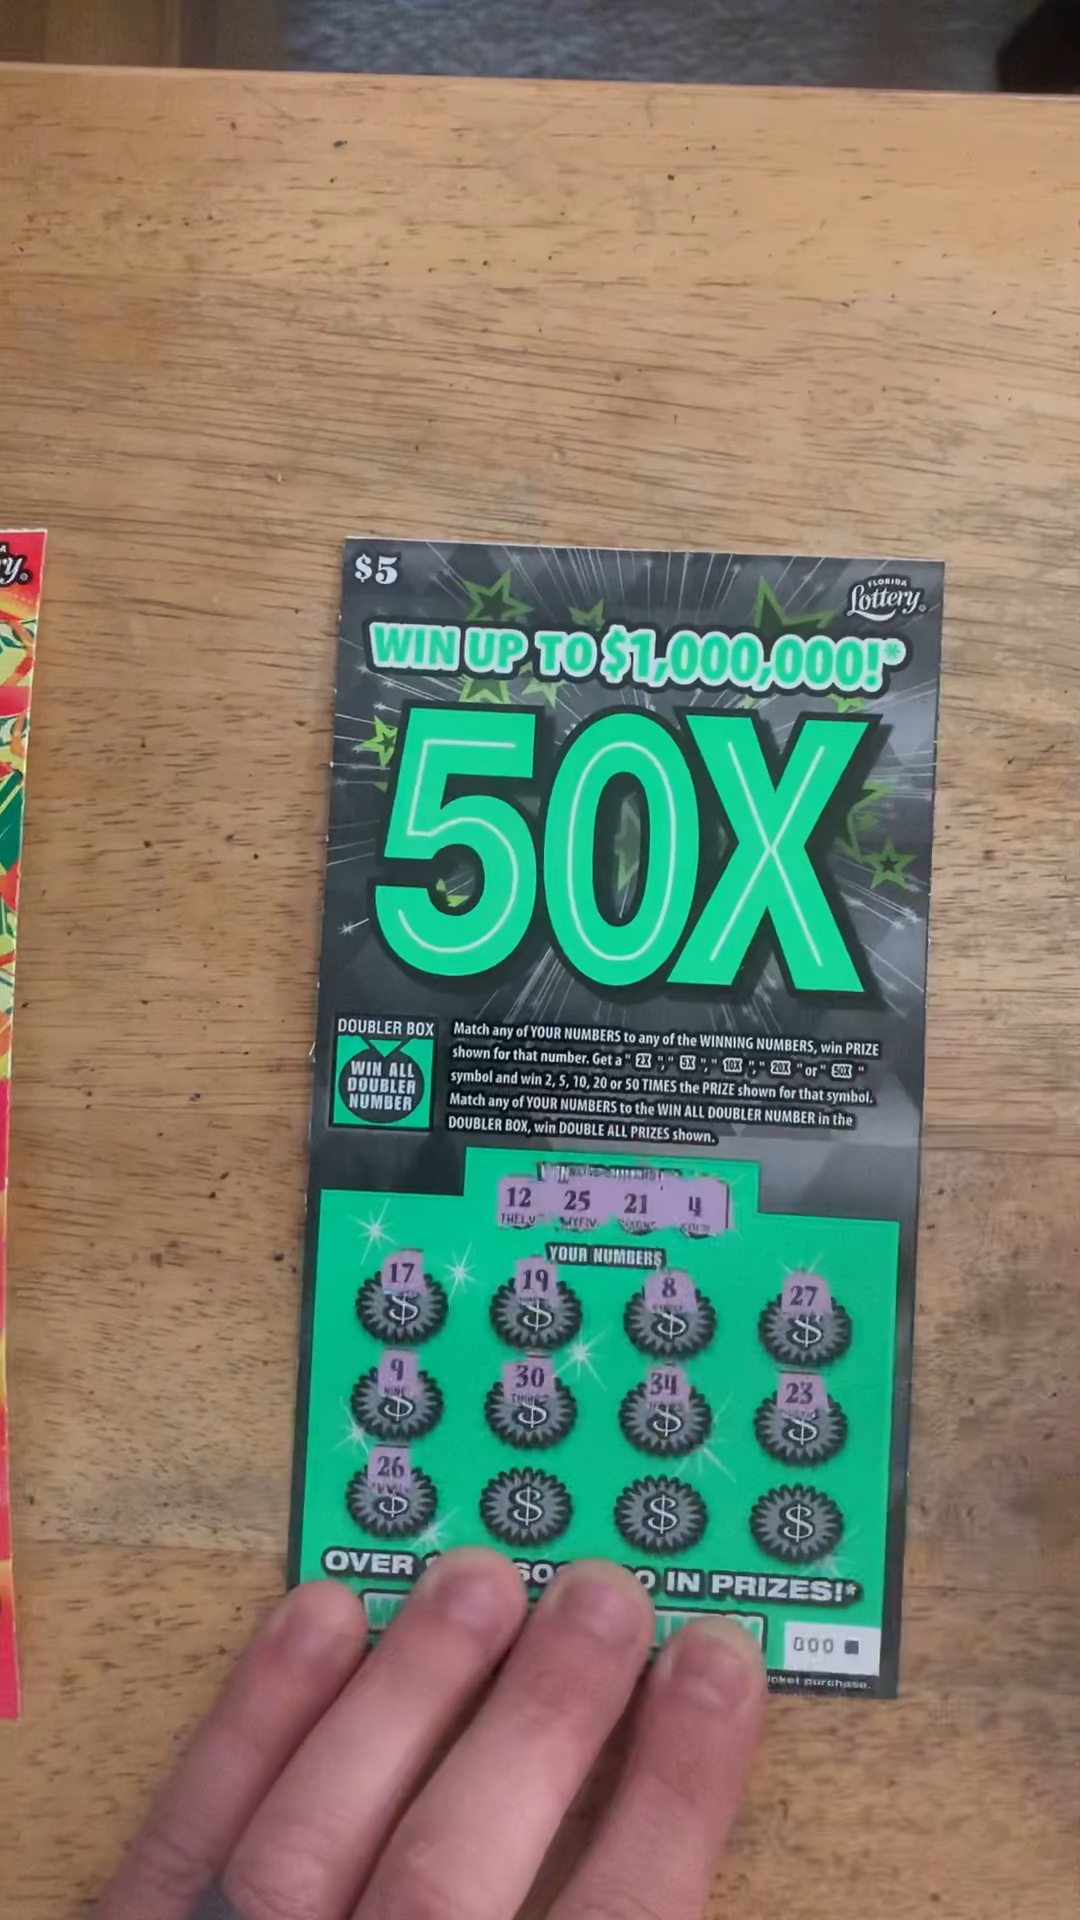 $5
FLORIDA
Lottery
ry
WIN UP TO $1,000,000!*
50X
DOUBLER BOX
WIN ALL
DOUBLER
NUMBER
Match any of YOUR NUMBERS to any of the WINNING NUMBERS, win PRIZE
shown for that number. Get a " 2X "," 5X "," 10X "," 20X " or " 50X "
symbol and win 2, 5, 10, 20 or 50 TIMES the PRIZE shown for that symbol.
Match any of YOUR NUMBERS to the WIN ALL DOUBLER NUMBER in the
DOUBLER BOX, win DOUBLE ALL PRIZES shown.
12 25 21 4
YOUR NUMBERS
17 19 8 27
$ $ $ $
9 30 34 23
$ $ $ $
26
$ $ $ $
OVER IN PRIZES!*
000
purchase.